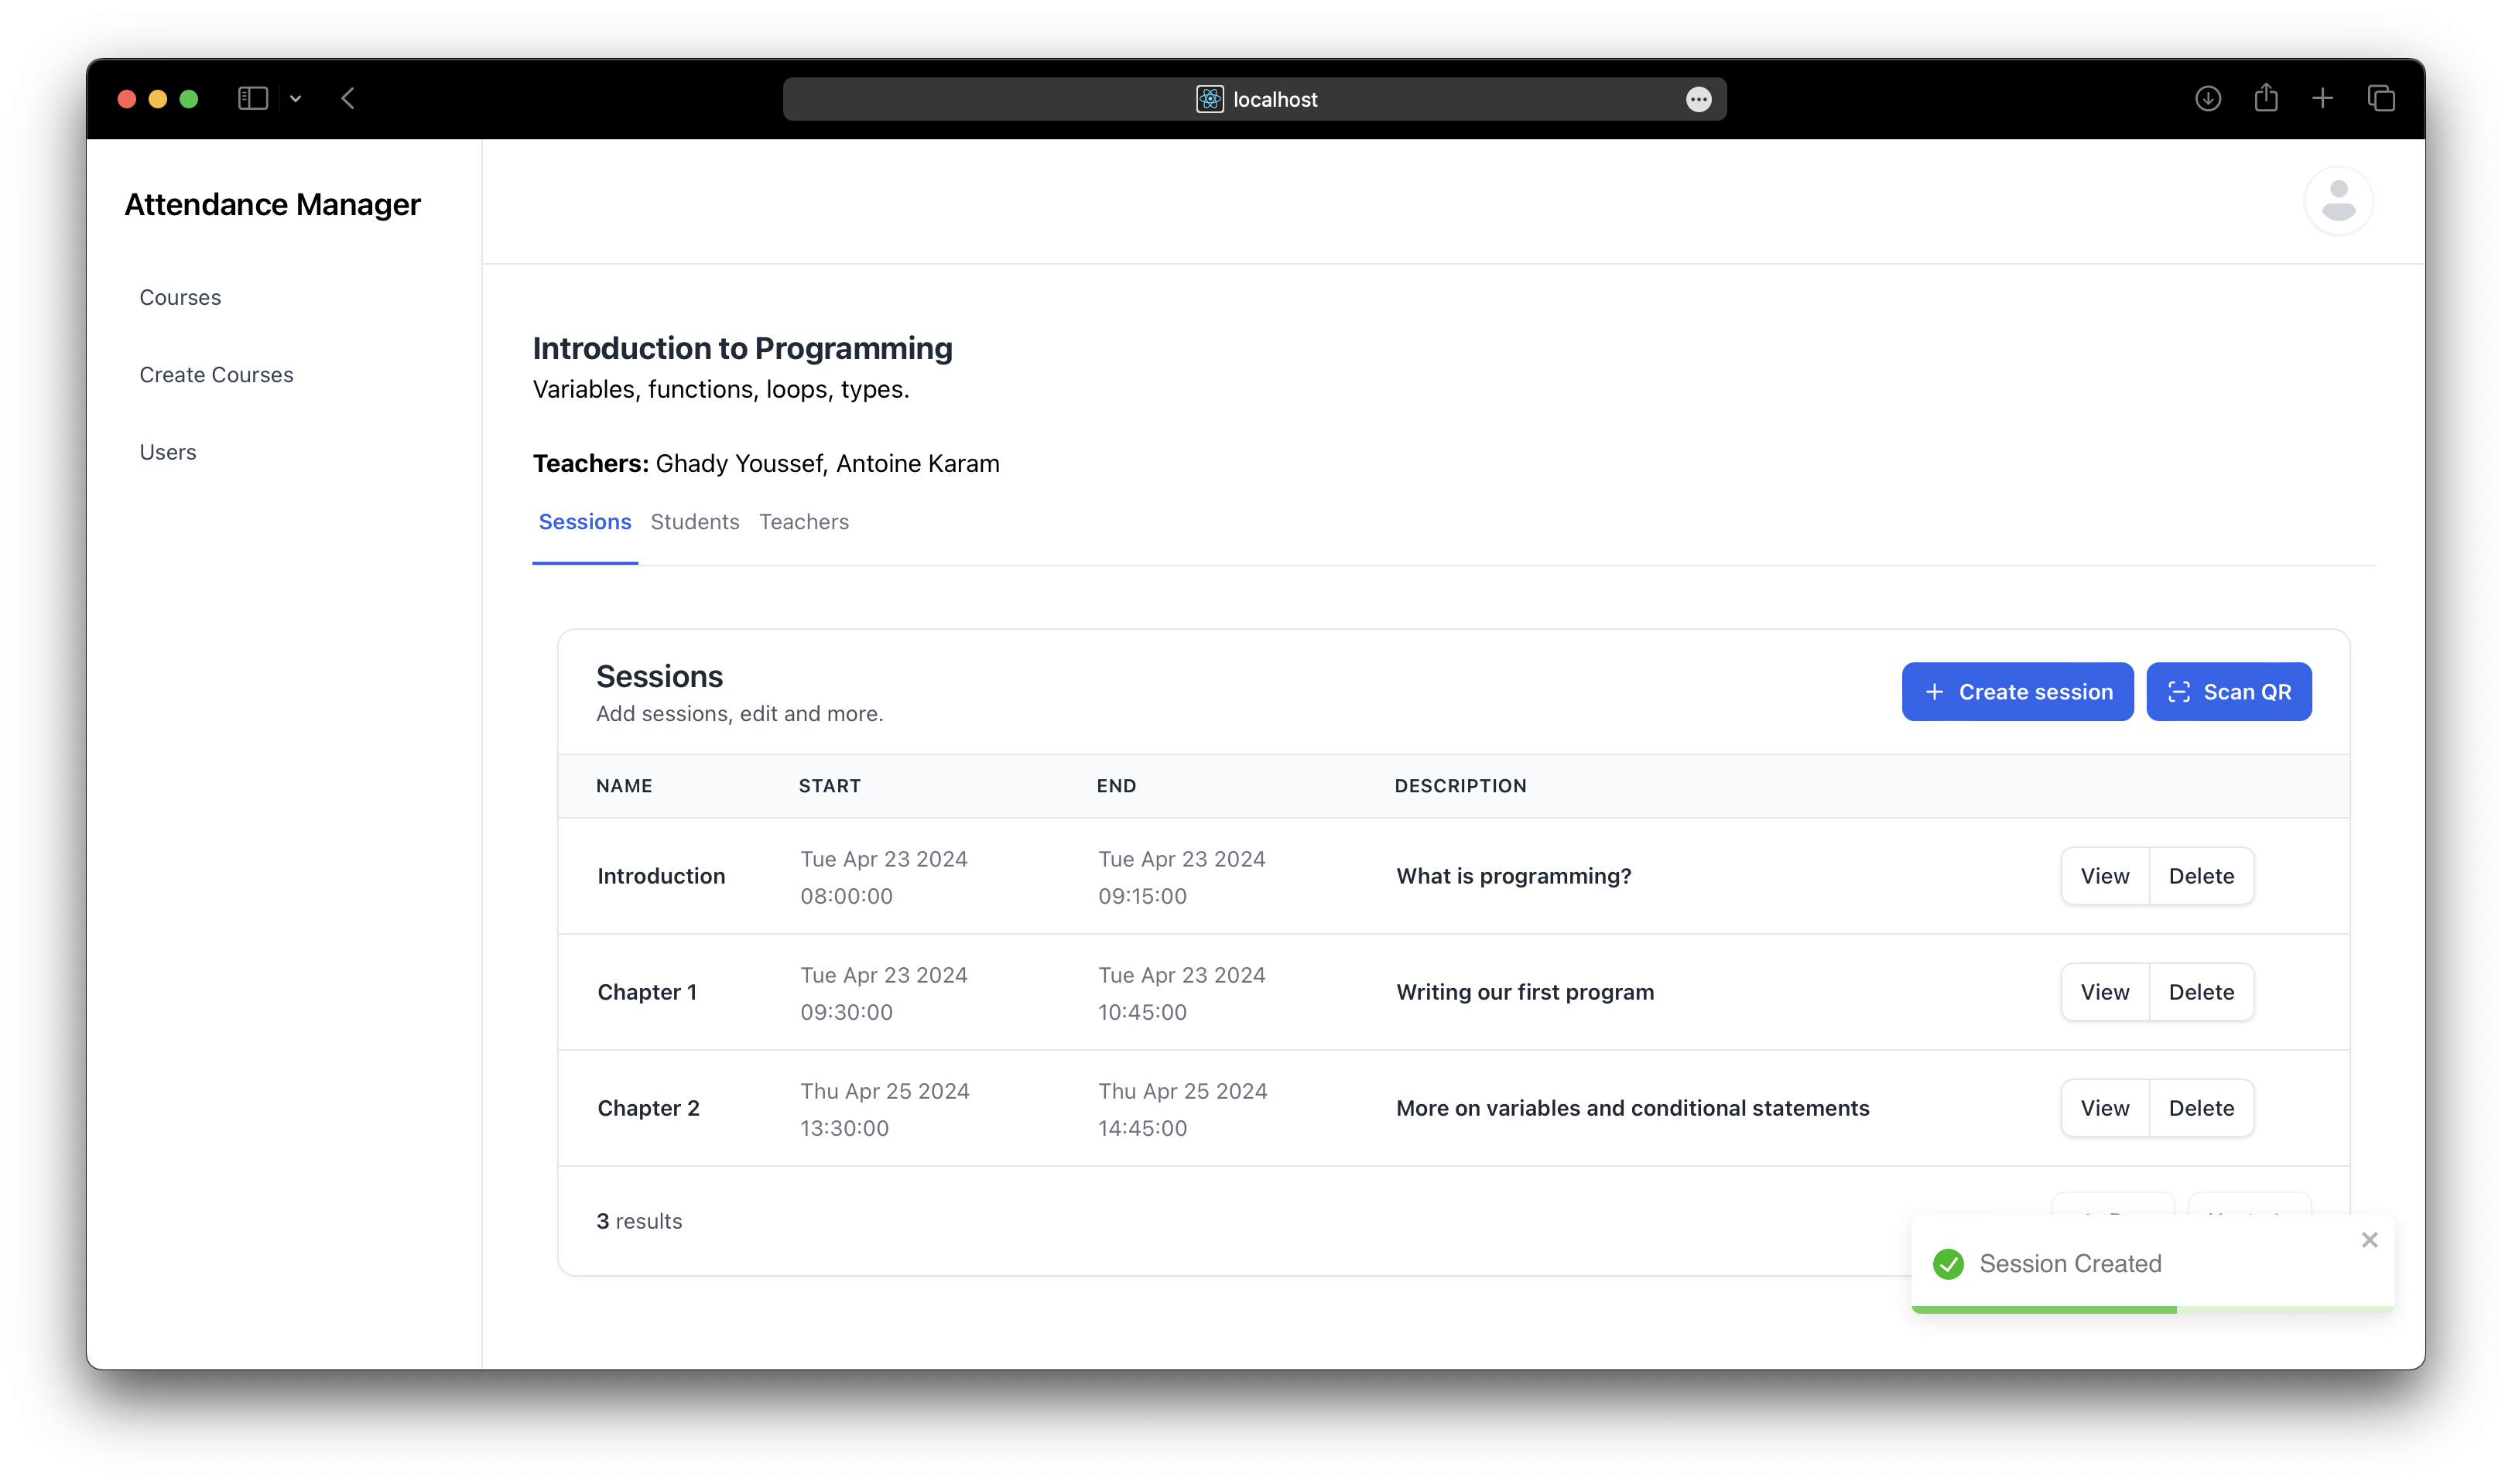 localhost
Attendance Manager
Courses
Create Courses
Users
Introduction to Programming
Variables, functions, loops, types.
Teachers: Ghady Youssef, Antoine Karam
Sessions Students Teachers
Sessions
Add sessions, edit and more.
Create session Scan QR
NAME START END DESCRIPTION
Introduction
Tue Apr 23 2024
08:00:00
Tue Apr 23 2024
09:15:00
What is programming?
View Delete
Chapter 1
Tue Apr 23 2024
09:30:00
Tue Apr 23 2024
10:45:00
Writing our first program
View Delete
Chapter 2
Thu Apr 25 2024
13:30:00
Thu Apr 25 2024
14:45:00
More on variables and conditional statements
View Delete
3 results
Session Created